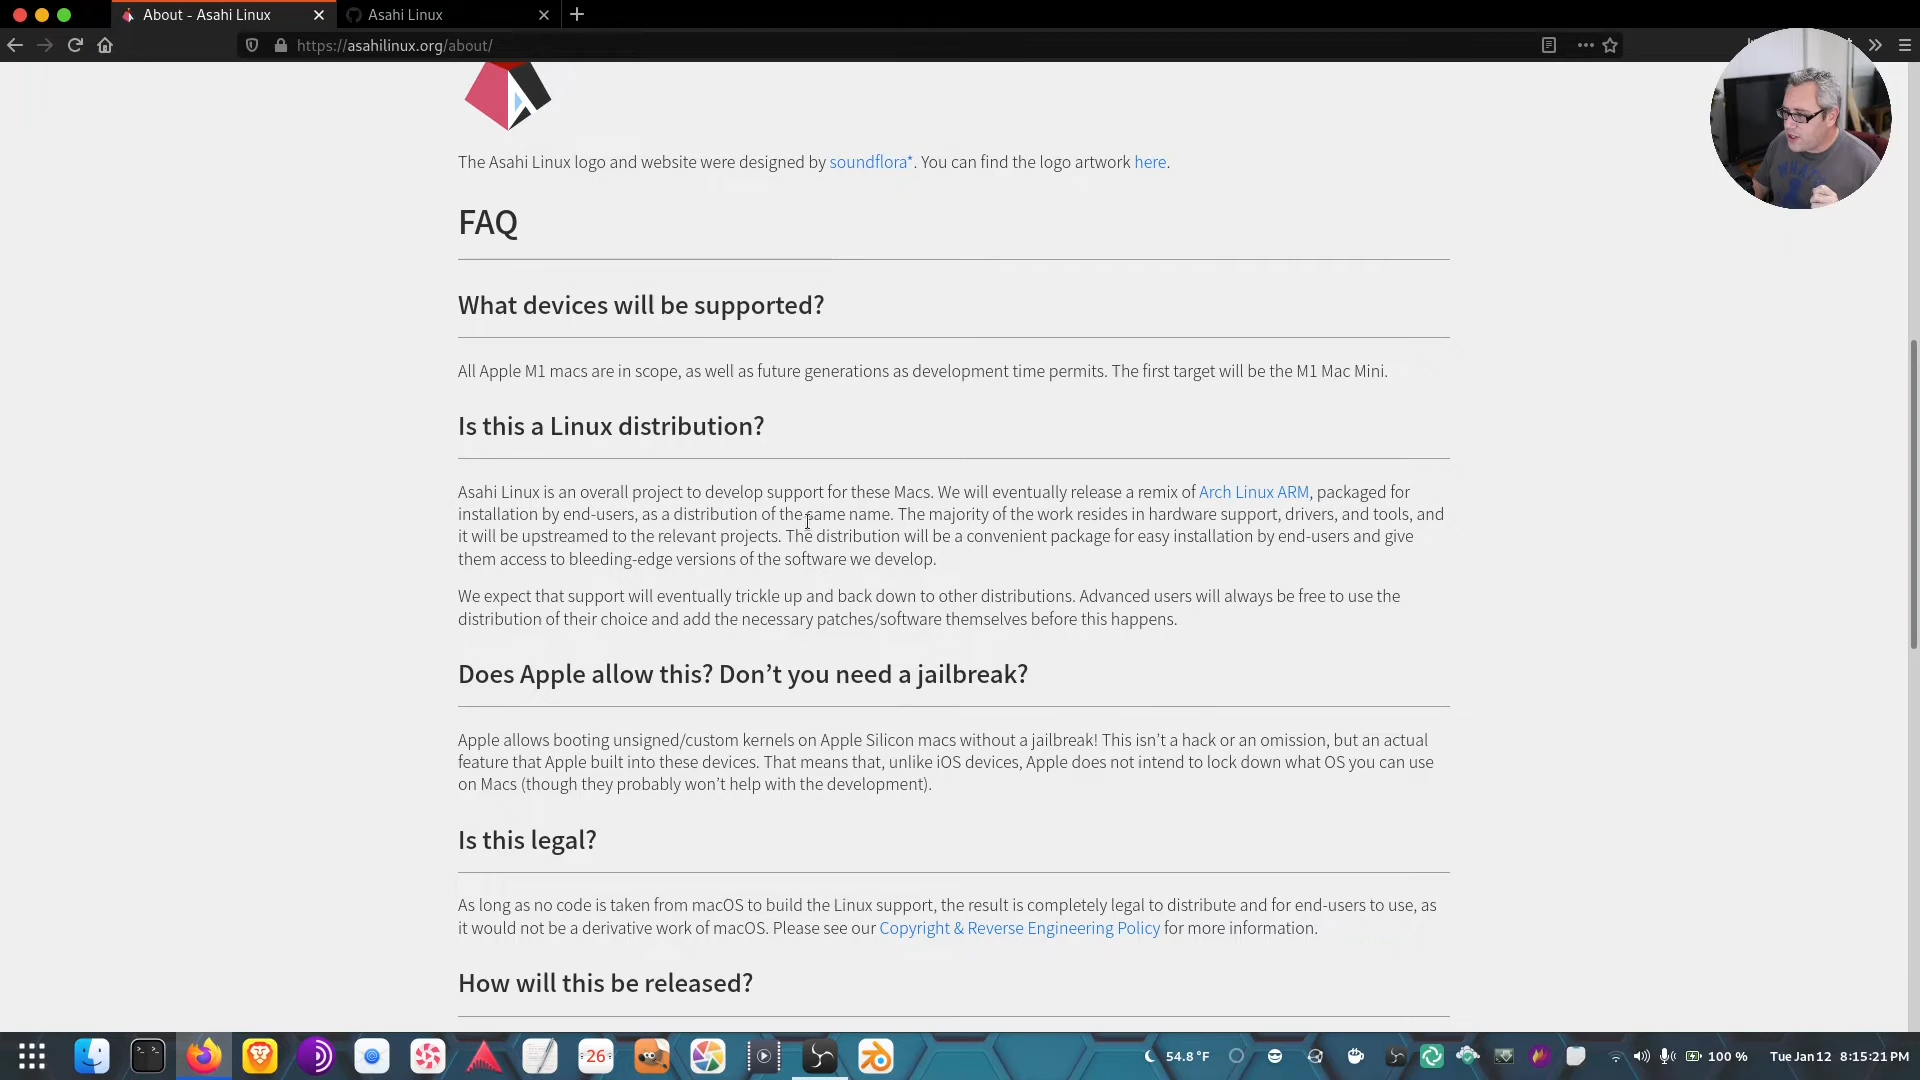 About - Asahi Linux
Asahi Linux
https://asahilinux.org/about/
The Asahi Linux logo and website were designed by soundflora*. You can find the logo artwork here.
FAQ
What devices will be supported?
All Apple M1 macs are in scope, as well as future generations as development time permits. The first target will be the M1 Mac Mini.
Is this a Linux distribution?
Asahi Linux is an overall project to develop support for these Macs. We will eventually release a remix of Arch Linux ARM, packaged for
installation by end-users, as a distribution of the same name. The majority of the work resides in hardware support, drivers, and tools, and
it will be upstreamed to the relevant projects. The distribution will be a convenient package for easy installation by end-users and give
them access to bleeding-edge versions of the software we develop.
We expect that support will eventually trickle up and back down to other distributions. Advanced users will always be free to use the
distribution of their choice and add the necessary patches/software themselves before this happens.
Does Apple allow this? Don’t you need a jailbreak?
Apple allows booting unsigned/custom kernels on Apple Silicon macs without a jailbreak! This isn’t a hack or an omission, but an actual
feature that Apple built into these devices. That means that, unlike iOS devices, Apple does not intend to lock down what OS you can use
on Macs (though they probably won’t help with the development).
Is this legal?
As long as no code is taken from macOS to build the Linux support, the result is completely legal to distribute and for end-users to use, as
it would not be a derivative work of macOS. Please see our Copyright & Reverse Engineering Policy for more information.
How will this be released?
26
54.8 °F
100 %
Tue Jan 12 8:15:21 PM